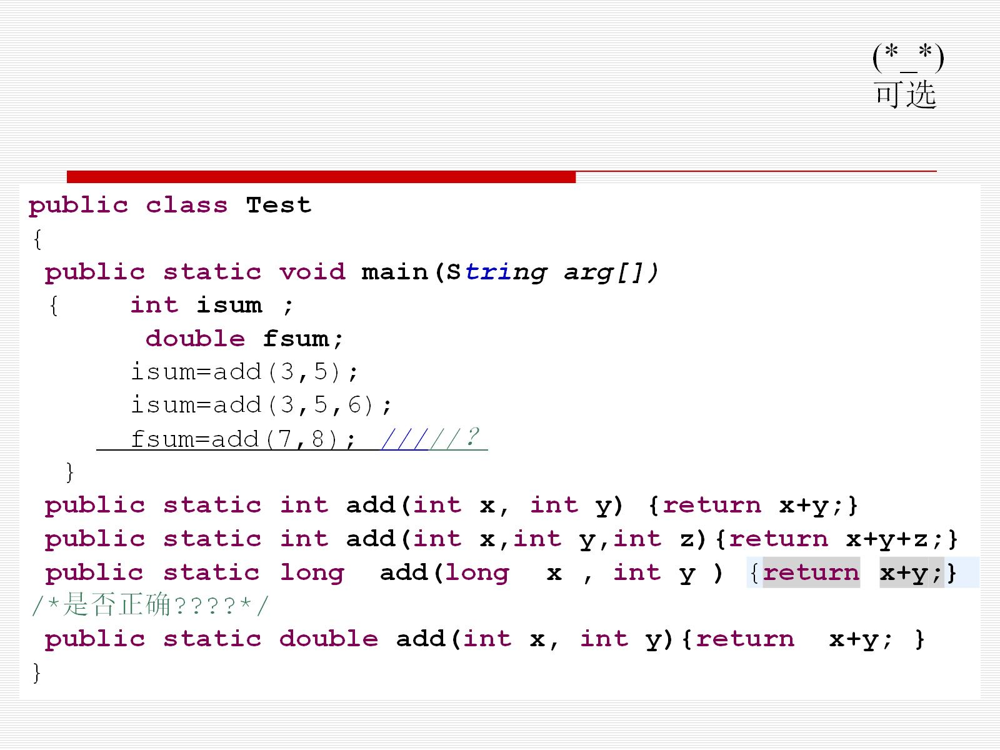 (*_*)
可选
public class Test
{
public static void main(String arg[])
{ int isum ;
double fsum;
isum=add(3,5);
isum=add(3,5,6);
fsum=add(7,8); /////?
}
public static int add(int x, int y) {return x+y;}
public static int add(int x,int y,int z){return x+y+z;}
public static long add(long x , int y ) {return x+y;}
/*是否正确????*/
public static double add(int x, int y){return x+y; }
}